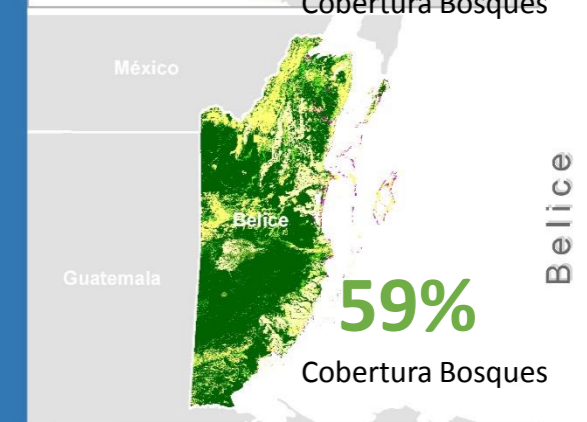 Cobertura Bosques
México
Belice
Belice
Guatemala
59%
Cobertura Bosques